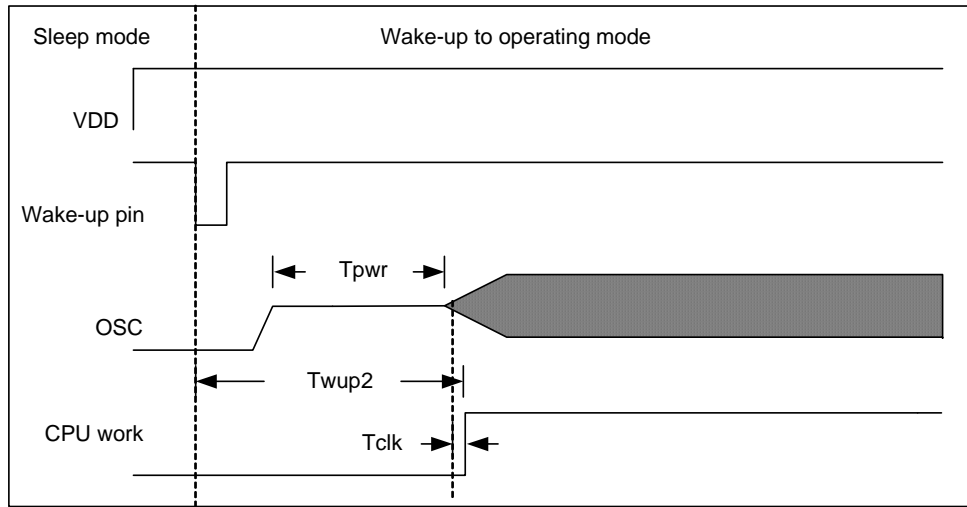 Sleep mode
Wake-up to operating mode
VDD
Wake-up pin
Tpwr
OSC
Twup2
CPU work
Tclk